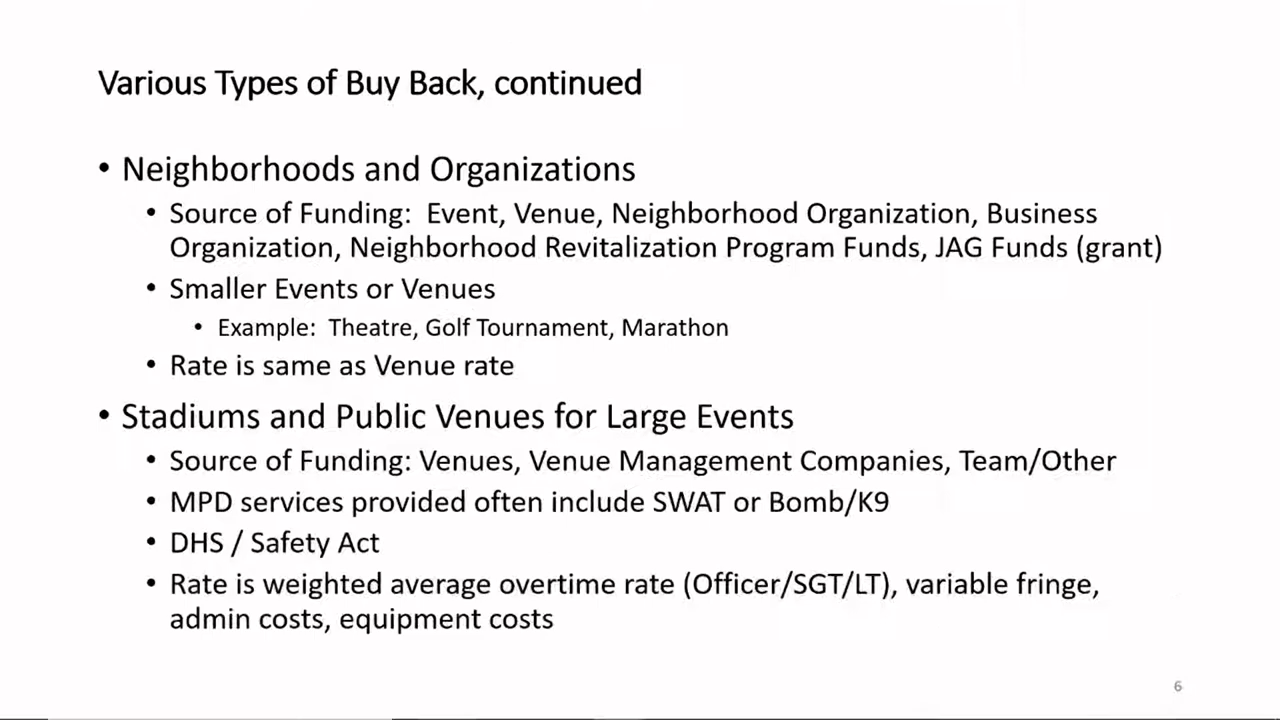 Various Types of Buy Back, continued
• Neighborhoods and Organizations
• Source of Funding:  Event, Venue, Neighborhood Organization, Business
Organization, Neighborhood Revitalization Program Funds, JAG Funds (grant)
• Smaller Events or Venues
• Example:  Theatre, Golf Tournament, Marathon
• Rate is same as Venue rate
• Stadiums and Public Venues for Large Events
• Source of Funding: Venues, Venue Management Companies, Team/Other
• MPD services provided often include SWAT or Bomb/K9
• DHS / Safety Act
• Rate is weighted average overtime rate (Officer/SGT/LT), variable fringe,
admin costs, equipment costs
6